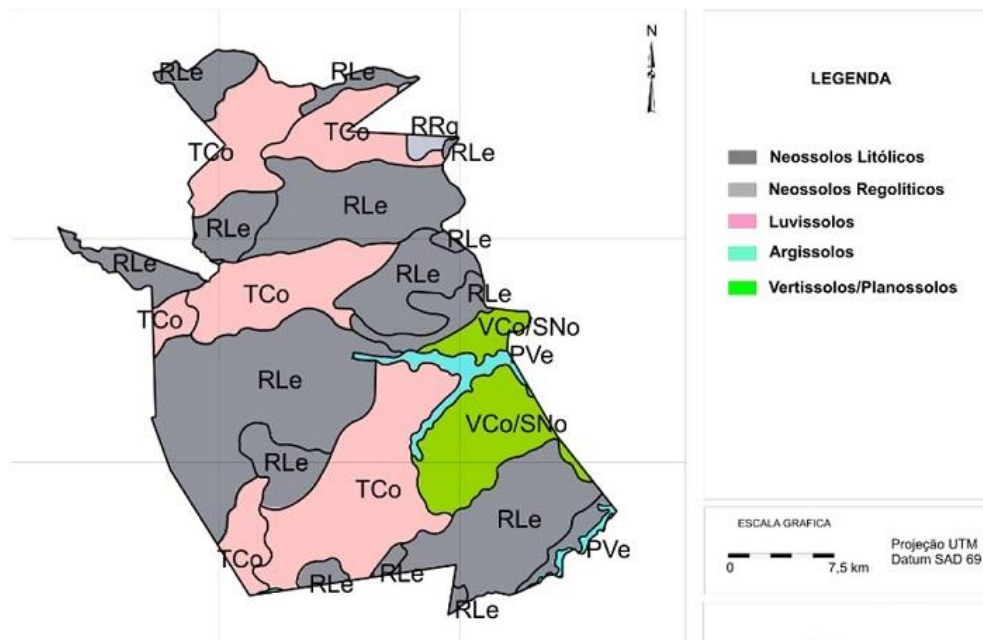 RLe
RLe
N
TCo
RRq
TCo
RLe
RLe
RLe
RLe
RLe
RLe
TCo
RLe
TCo
VCo/SNo
PVe
RLe
VCo/SNo
RLe
TCo
RLe
TCo
PVe
RLe
RLe
RLe
LEGENDA
Neossolos Litólicos
Neossolos Regolíticos
Luvissolos
Argissolos
Vertissolos/Planossolos
ESCALA GRAFICA
0 7,5 km
Projeção UTM
Datum SAD 69